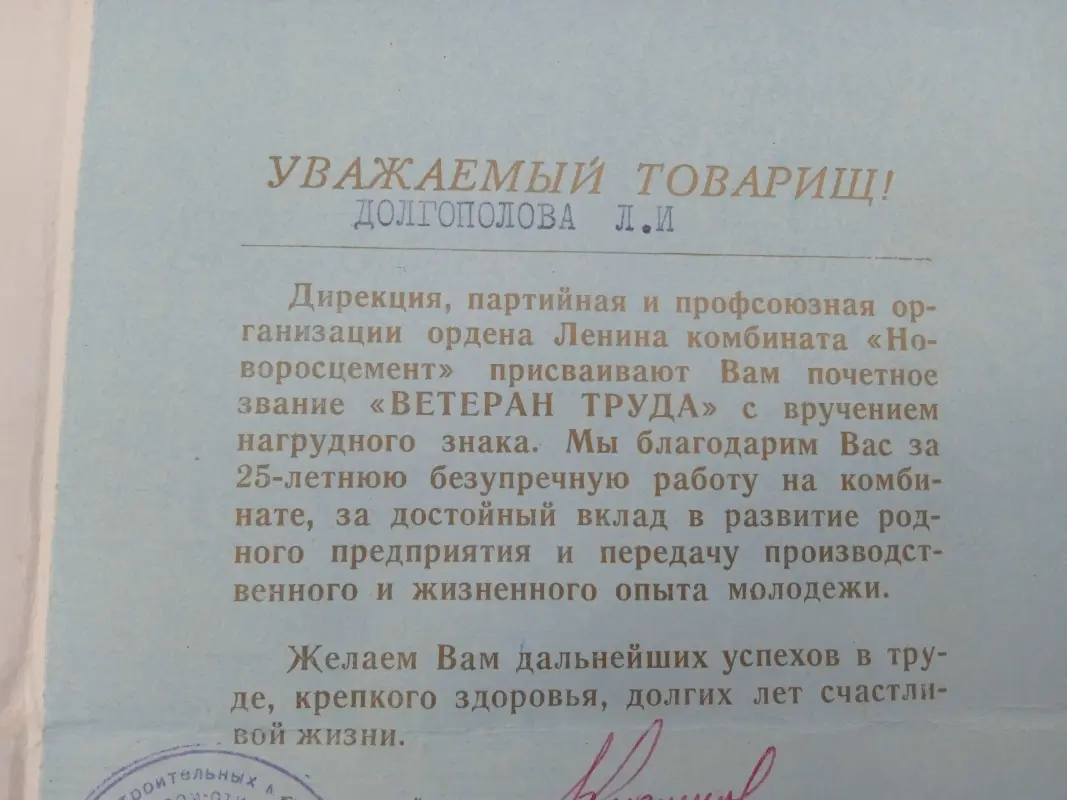 УВАЖАЕМЫЙ ТОВАРИЩ!
ДОЛГОПОЛОВА Л.И
Дирекция, партийная и профсоюзная ор-
ганизации ордена Ленина комбината «Но-
воросцемент» присваивают Вам почетное
звание «ВЕТЕРАН ТРУДА» с вручением
нагрудного знака. Мы благодарим Вас за
25-летнюю безупречную работу на комби-
нате, за достойный вклад в развитие род-
ного предприятия и передачу производст-
венного и жизненного опыта молодежи.
Желаем Вам дальнейших успехов в тру-
де, крепкого здоровья, долгих лет счастли-
вой жизни.